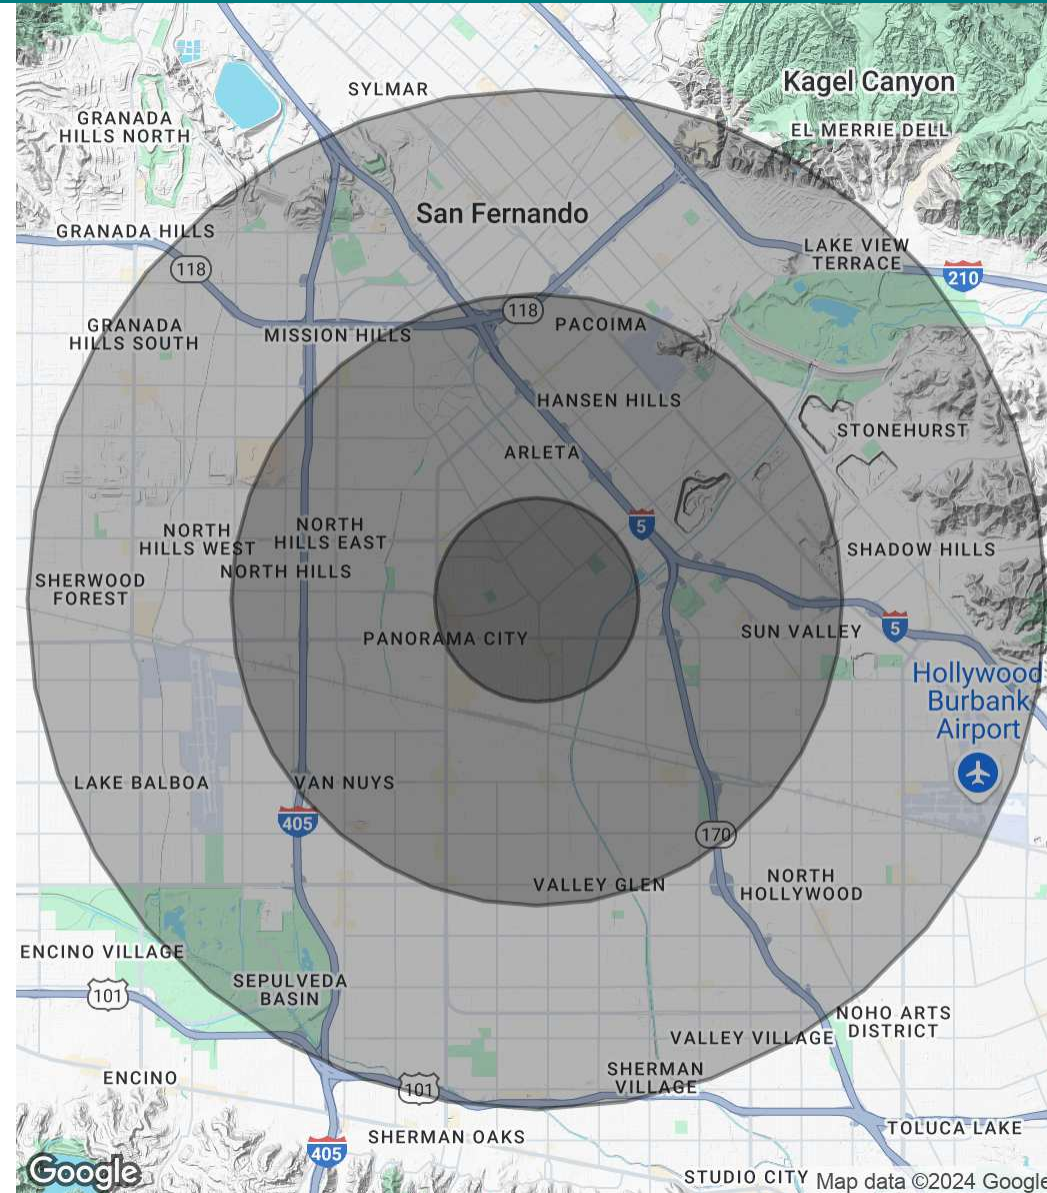 SYLMAR
Kagel Canyon
GRANADA
HILLS NORTH
EL MERRIE DELL
San Fernando
GRANADA HILLS
LAKE VIEW
TERRACE
118
210
118
PACOIMA
GRANADA
HILLS SOUTH
MISSION HILLS
HANSEN HILLS
STONEHURST
ARLETA
5
NORTH
HILLS WEST
NORTH
HILLS EAST
SHADOW HILLS
NORTH HILLS
SHERWOOD
FOREST
5
PANORAMA CITY
SUN VALLEY
Hollywood
Burbank
Airport
LAKE BALBOA
VAN NUYS
405
170
VALLEY GLEN
NORTH
HOLLYWOOD
ENCINO VILLAGE
SEPULVEDA
BASIN
101
NOHO ARTS
DISTRICT
VALLEY VILLAGE
ENCINO
SHERMAN
VILLAGE
101
TOLUCA LAKE
SHERMAN OAKS
405
Google
STUDIO CITY
Map data ©2024 Google